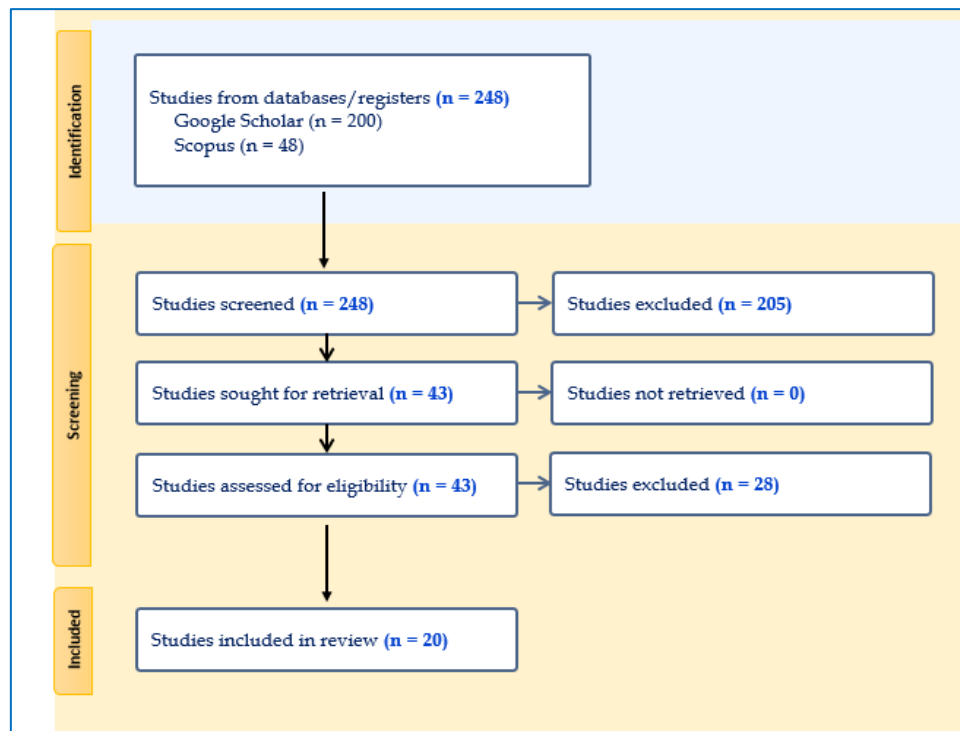 Identification
Studies from databases/registers (n = 248)
Google Scholar (n = 200)
Scopus (n = 48)
Screening
Studies screened (n = 248)
Studies excluded (n = 205)
Studies sought for retrieval (n = 43)
Studies not retrieved (n = 0)
Studies assessed for eligibility (n = 43)
Studies excluded (n = 28)
Included
Studies included in review (n = 20)